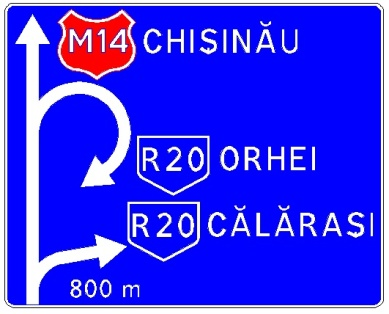 M14 CHISINĂU
R20 ORHEI
R20 CĂLĂRASI
800 m